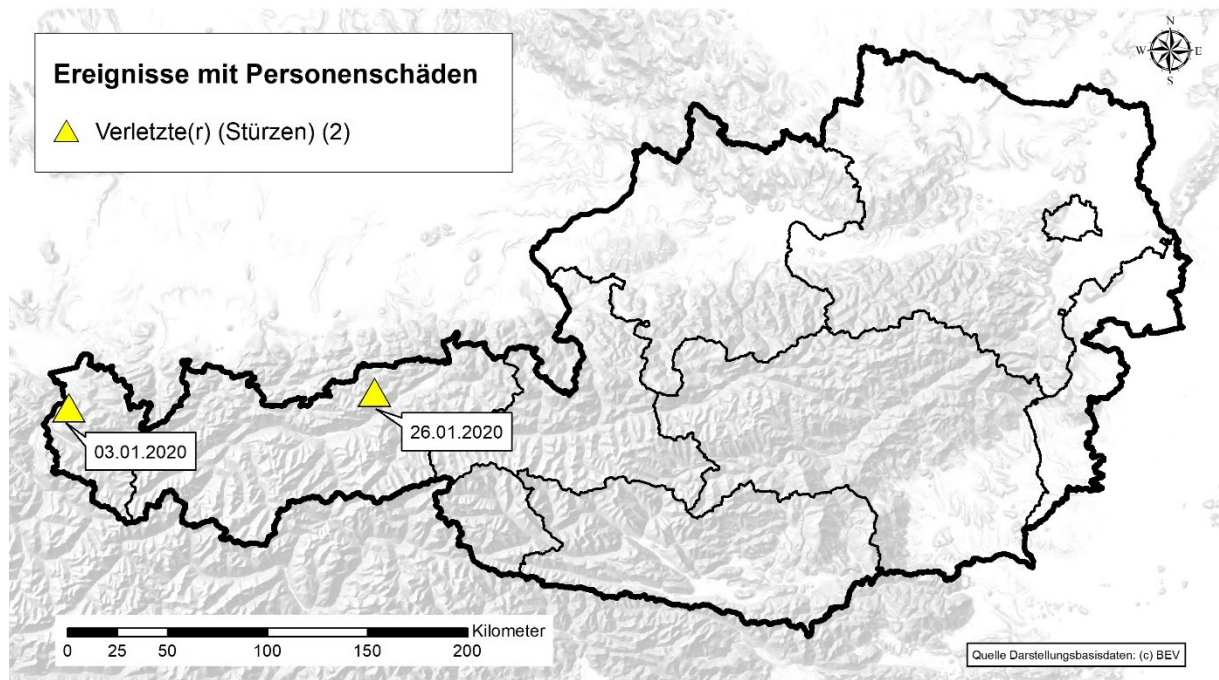 Ereignisse mit Personenschäden
Verletzte(r) (Stürzen) (2)
N
W E
S
03.01.2020
26.01.2020
Kilometer
0 25 50 100 150 200
Quelle Darstellungsbasisdaten: (c) BEV